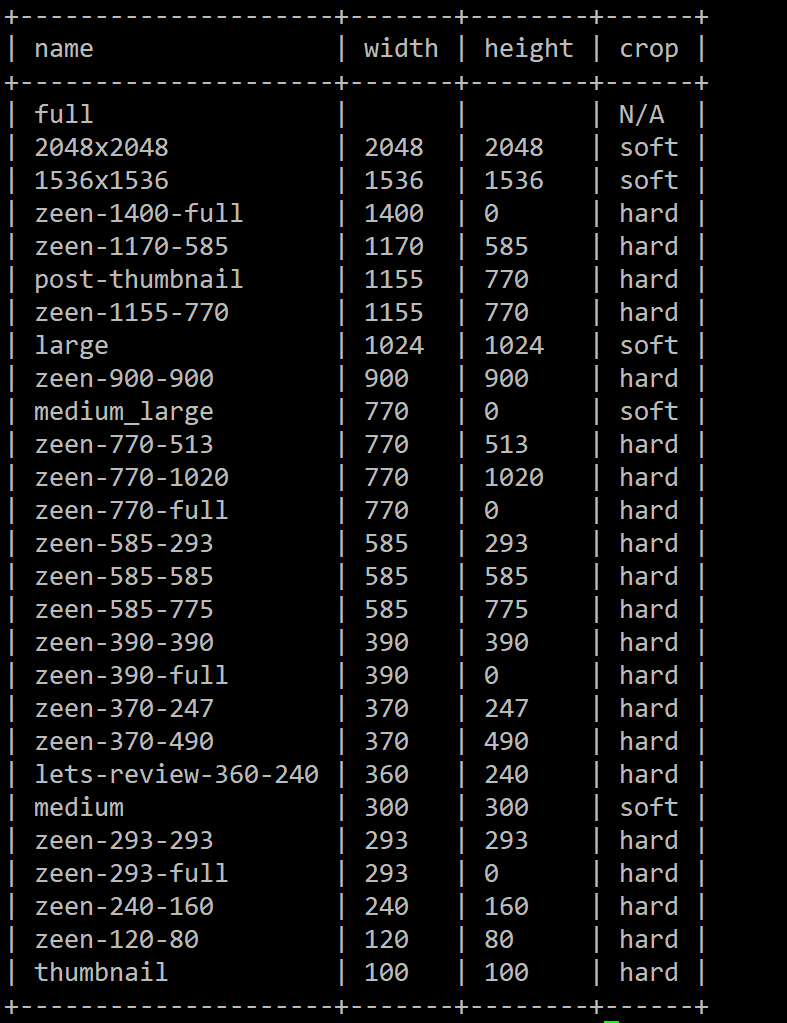 +---------------------+-------+--------+------+
| name                | width | height | crop |
+---------------------+-------+--------+------+
| full                |       |        | N/A  |
| 2048x2048           | 2048  | 2048   | soft |
| 1536x1536           | 1536  | 1536   | soft |
| zeen-1400-full      | 1400  | 0      | hard |
| zeen-1170-585       | 1170  | 585    | hard |
| post-thumbnail      | 1155  | 770    | hard |
| zeen-1155-770       | 1155  | 770    | hard |
| large               | 1024  | 1024   | soft |
| zeen-900-900        | 900   | 900    | hard |
| medium_large        | 770   | 0      | soft |
| zeen-770-513        | 770   | 513    | hard |
| zeen-770-1020       | 770   | 1020   | hard |
| zeen-770-full       | 770   | 0      | hard |
| zeen-585-293        | 585   | 293    | hard |
| zeen-585-585        | 585   | 585    | hard |
| zeen-585-775        | 585   | 775    | hard |
| zeen-390-390        | 390   | 390    | hard |
| zeen-390-full       | 390   | 0      | hard |
| zeen-370-247        | 370   | 247    | hard |
| zeen-370-490        | 370   | 490    | hard |
| lets-review-360-240 | 360   | 240    | hard |
| medium              | 300   | 300    | soft |
| zeen-293-293        | 293   | 293    | hard |
| zeen-293-full       | 293   | 0      | hard |
| zeen-240-160        | 240   | 160    | hard |
| zeen-120-80         | 120   | 80     | hard |
| thumbnail           | 100   | 100    | hard |
+---------------------+-------+--------+------+